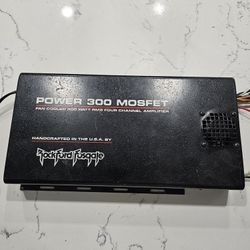 POWER 300 MOSFET
FAN COOLED 300 WATT RMS FOUR CHANNEL AMPLIFIER
HANDCRAFTED IN THE U.S.A. BY
Rockford Fosgate